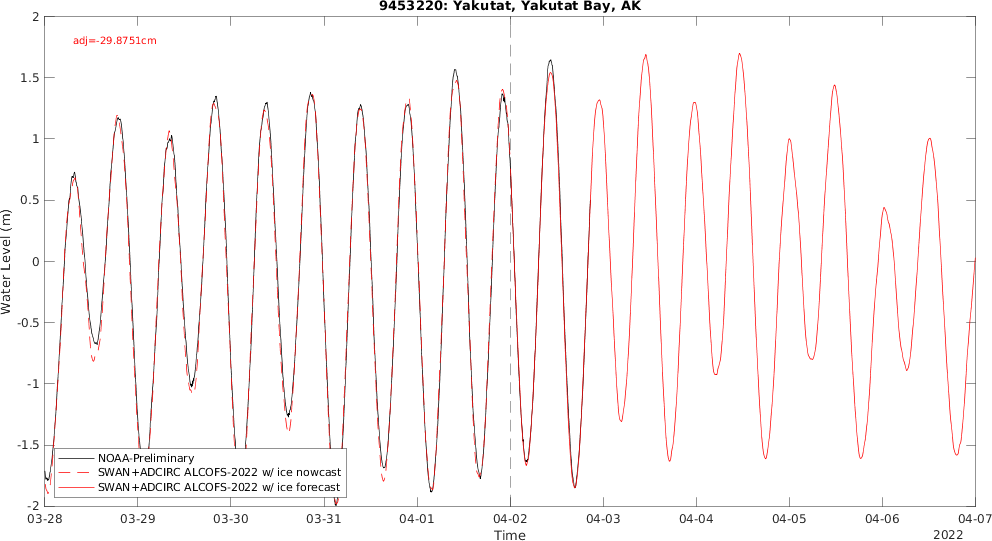 9453220: Yakutat, Yakutat Bay, AK
adj=-29.8751cm
Water Level (m)
2
1.5
1
0.5
0
-0.5
-1
-1.5
-2
NOAA-Preliminary
SWAN+ADCIRC ALCOFS-2022 w/ ice nowcast
SWAN+ADCIRC ALCOFS-2022 w/ ice forecast
03-28 03-29 03-30 03-31 04-01 04-02 04-03 04-04 04-05 04-06 04-07
Time
2022